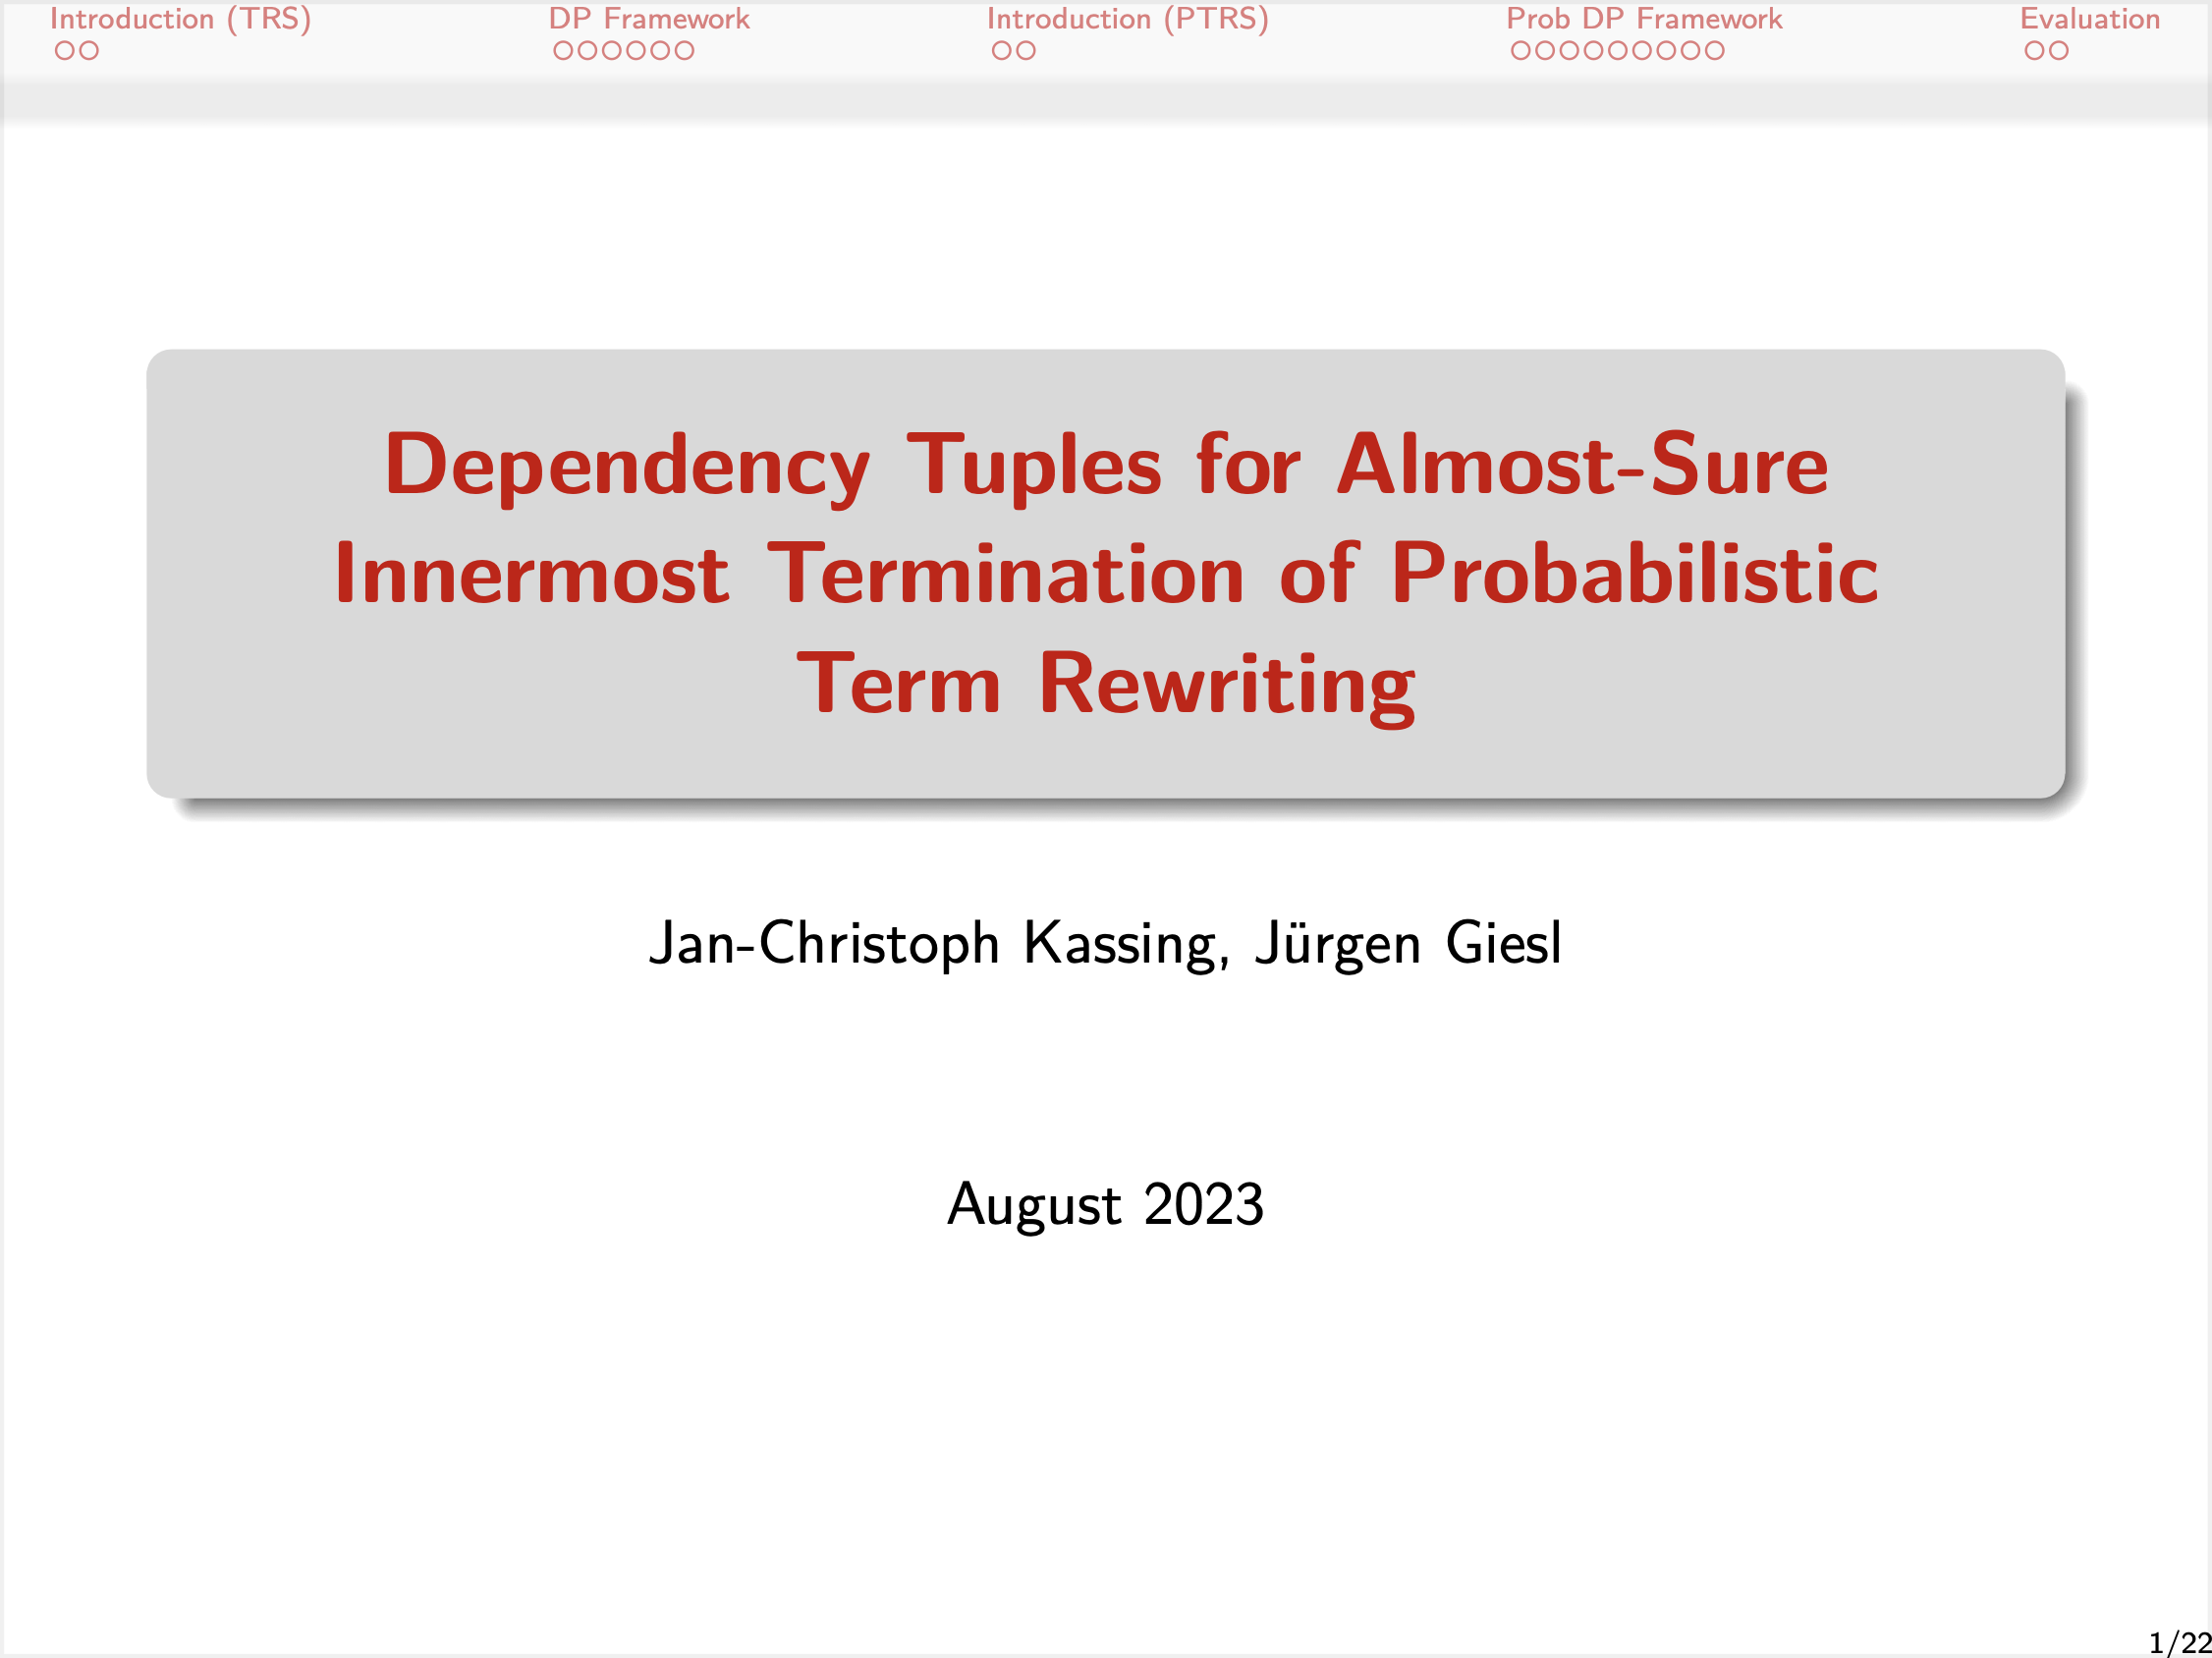 Introduction (TRS) DP Framework Introduction (PTRS) Prob DP Framework Evaluation
Dependency Tuples for Almost-Sure
Innermost Termination of Probabilistic
Term Rewriting
Jan-Christoph Kassing, Jürgen Giesl
August 2023
1/22